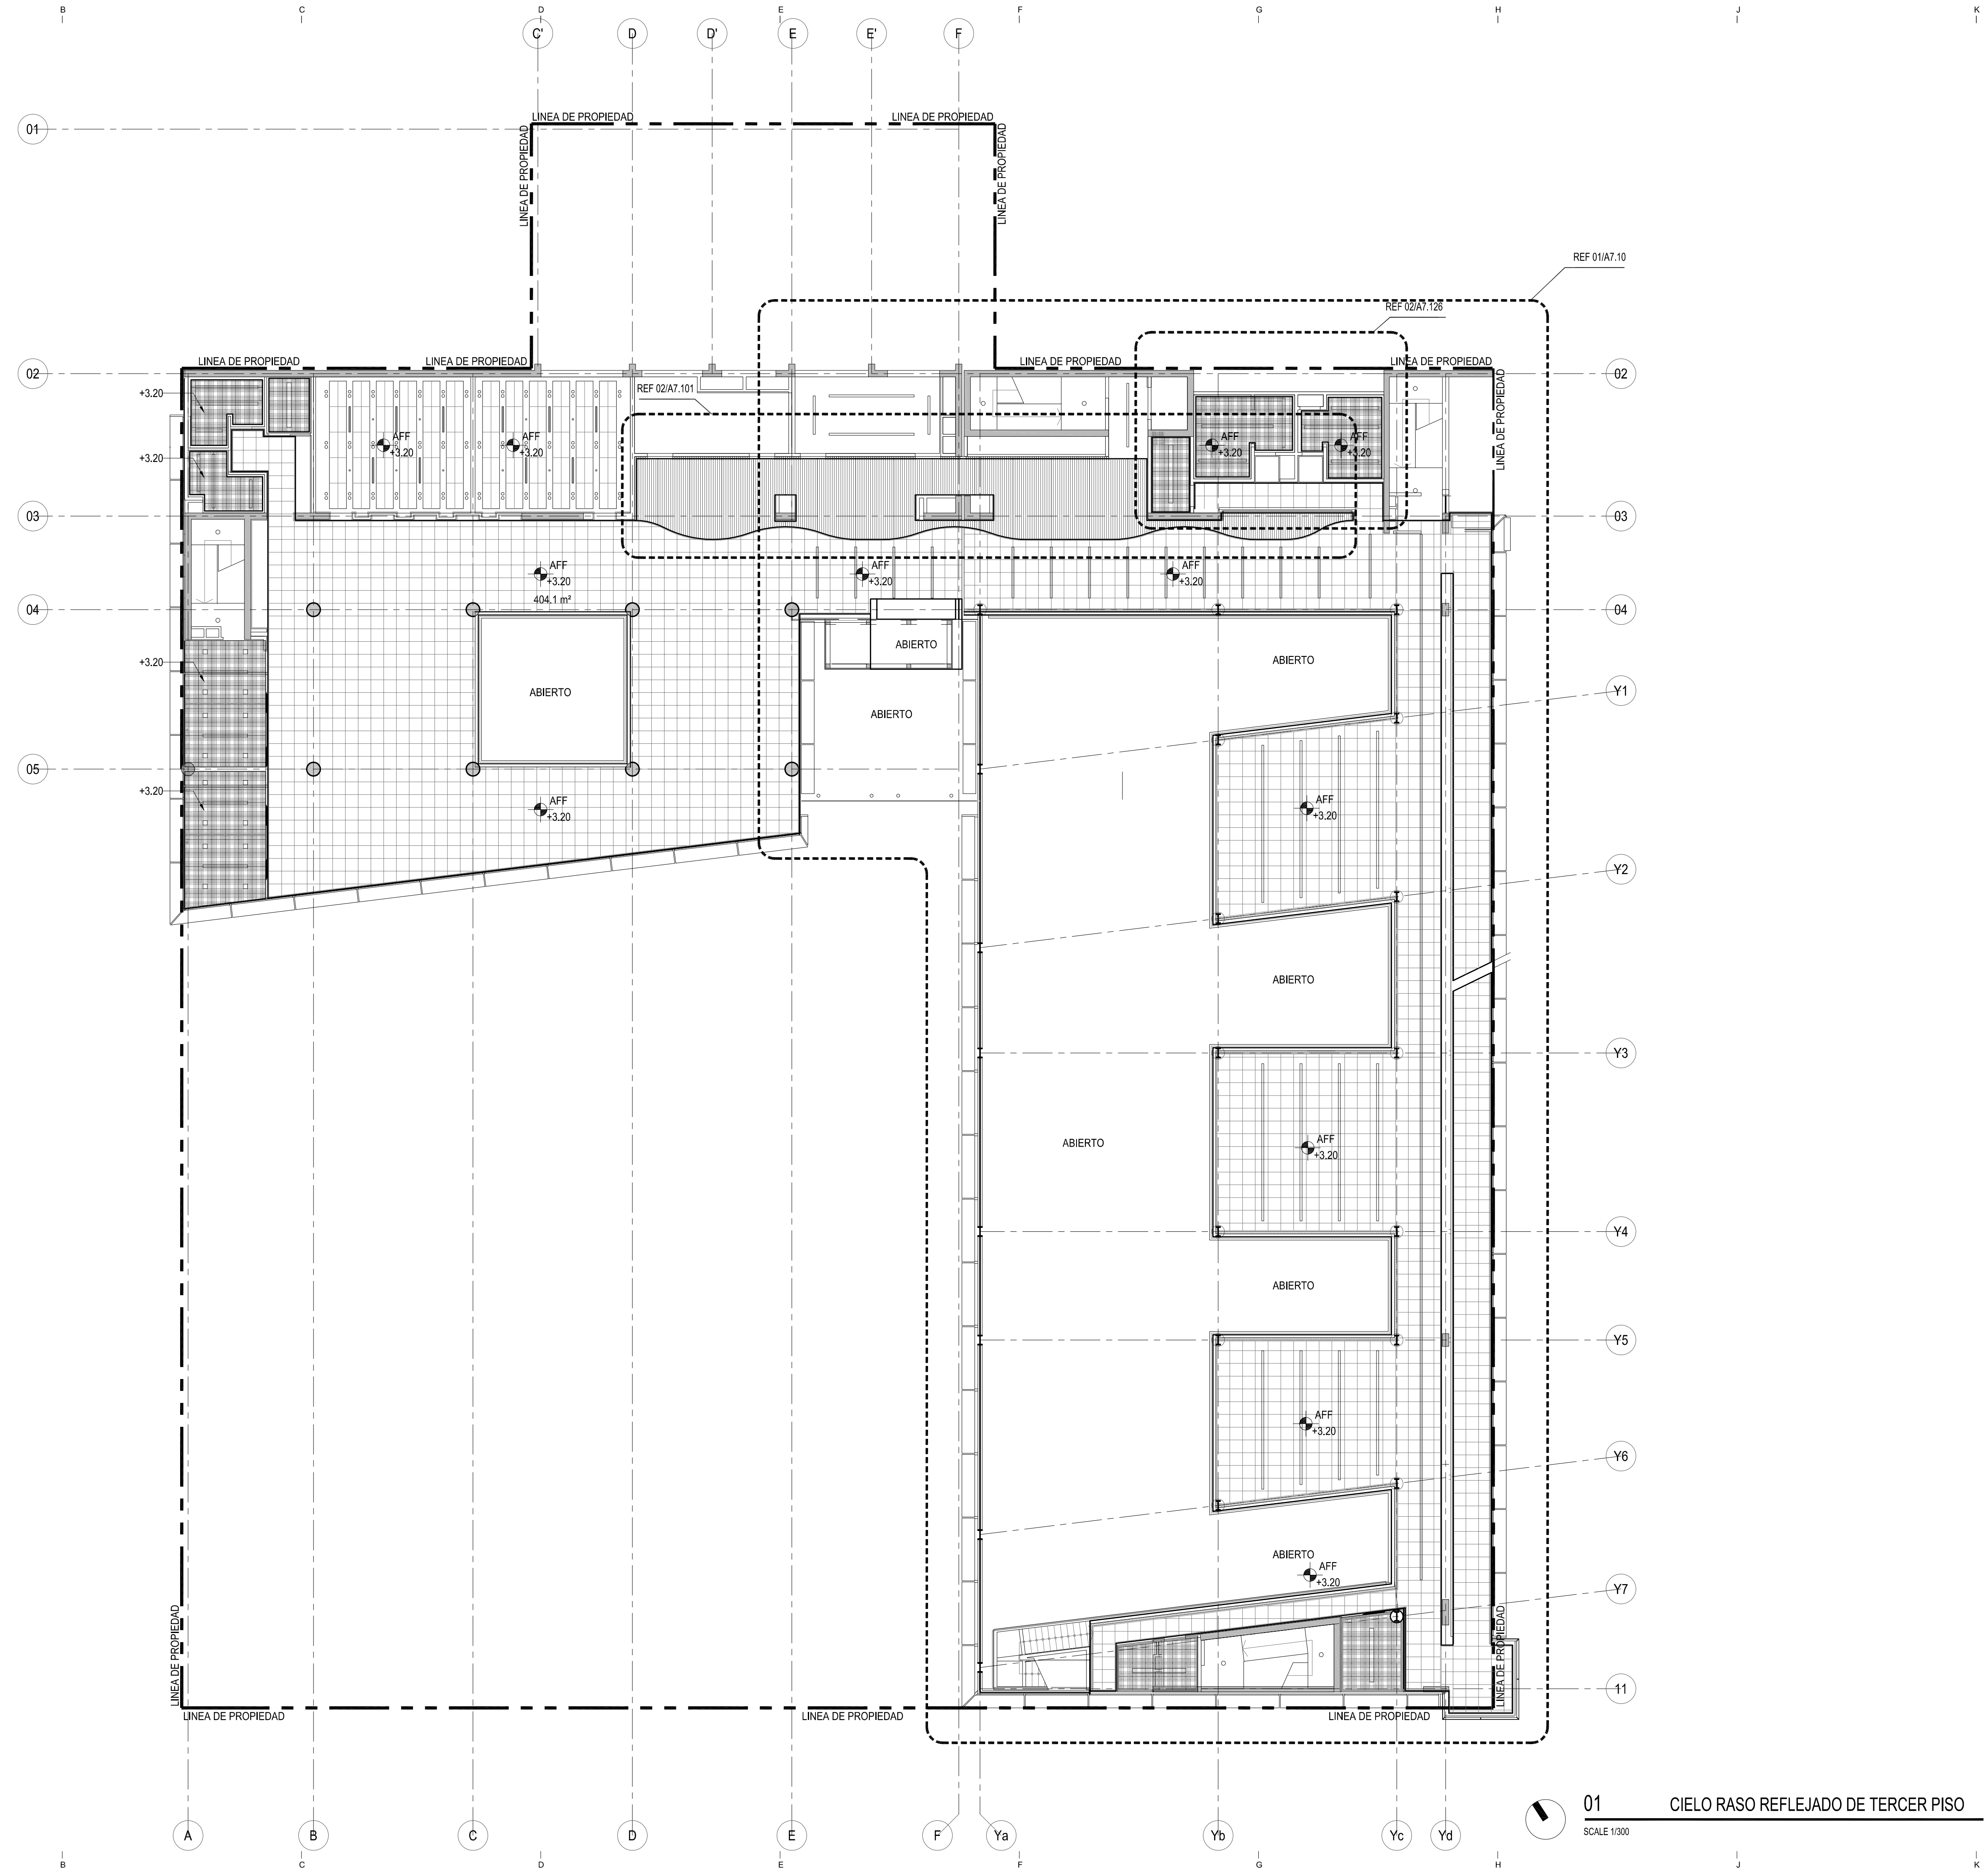 B C D E F G H J K
C' D D' E E' F
01
LINEA DE PROPIEDAD LINEA DE PROPIEDAD
LINEA DE PROPIEDAD
LINEA DE PROPIEDAD
REF 01/A7.10
REF 02/A7.126
LINEA DE PROPIEDAD LINEA DE PROPIEDAD LINEA DE PROPIEDAD LINEA DE PROPIEDAD
02 02
LINEA DE PROPIEDAD
REF 02/A7.101
+3.20
AFF
+3.20
AFF
+3.20
AFF
+3.20
AFF
+3.20
+3.20
03 03
AFF
+3.20
AFF
+3.20
AFF
+3.20
404.1 m²
04 04
ABIERTO
ABIERTO
+3.20
ABIERTO
Y1
ABIERTO
05
+3.20
AFF
+3.20
AFF
+3.20
Y2
ABIERTO
Y3
ABIERTO
AFF
+3.20
Y4
ABIERTO
Y5
AFF
+3.20
Y6
ABIERTO
AFF
+3.20
Y7
LINEA DE PROPIEDAD
LINEA DE PROPIEDAD
11
LINEA DE PROPIEDAD LINEA DE PROPIEDAD LINEA DE PROPIEDAD
01 CIELO RASO REFLEJADO DE TERCER PISO
SCALE 1/300
A B C D E F Ya Yb Yc Yd
B C D E F G H J K